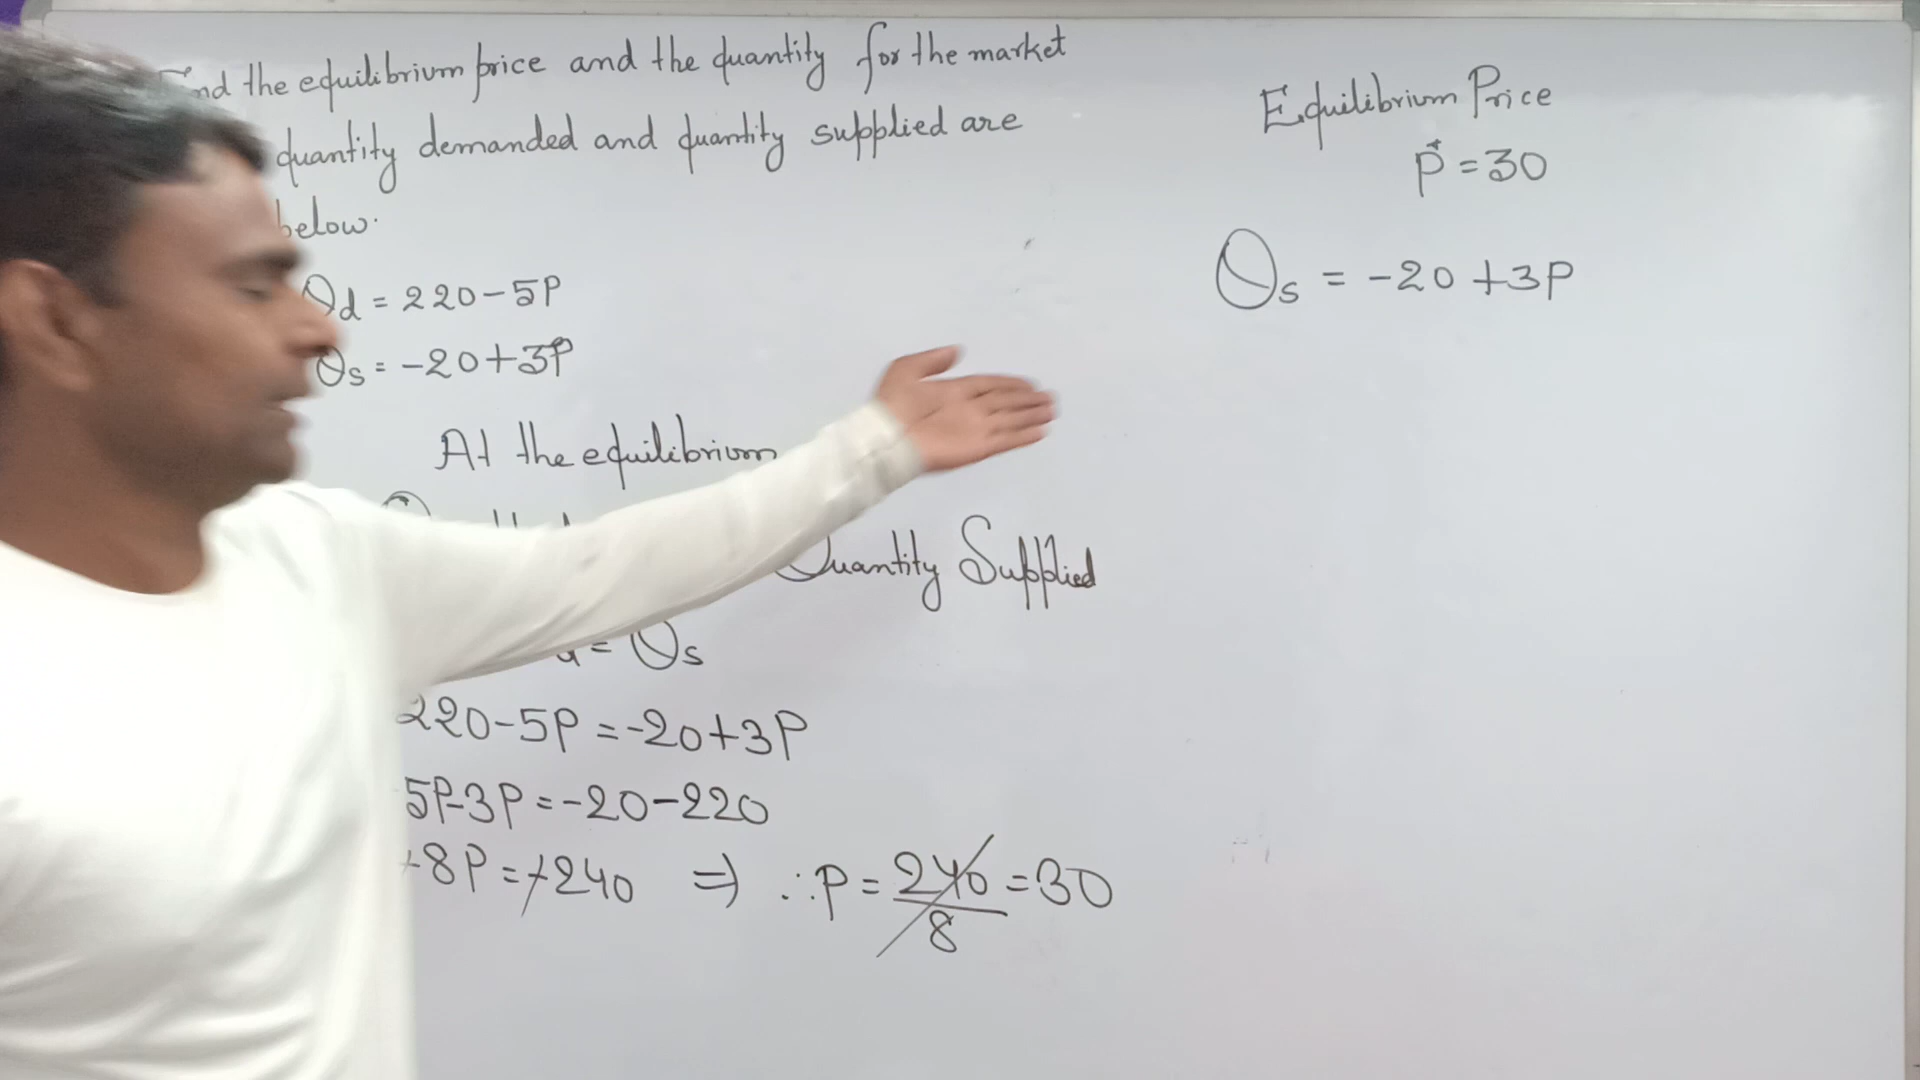 the equilibrium price and the quantity for the market
quantity demanded and quantity supplied are
below.
Qd = 220-5P
Qs = -20+3P
At the equilibrium
Quantity Supplied
= Qs
220-5P = -20+3P
5P-3P = -20-220
-8P = -240 ⇒ ∴P = 240/8 = 30
Equilibrium Price
P* = 30
Qs = -20+3P